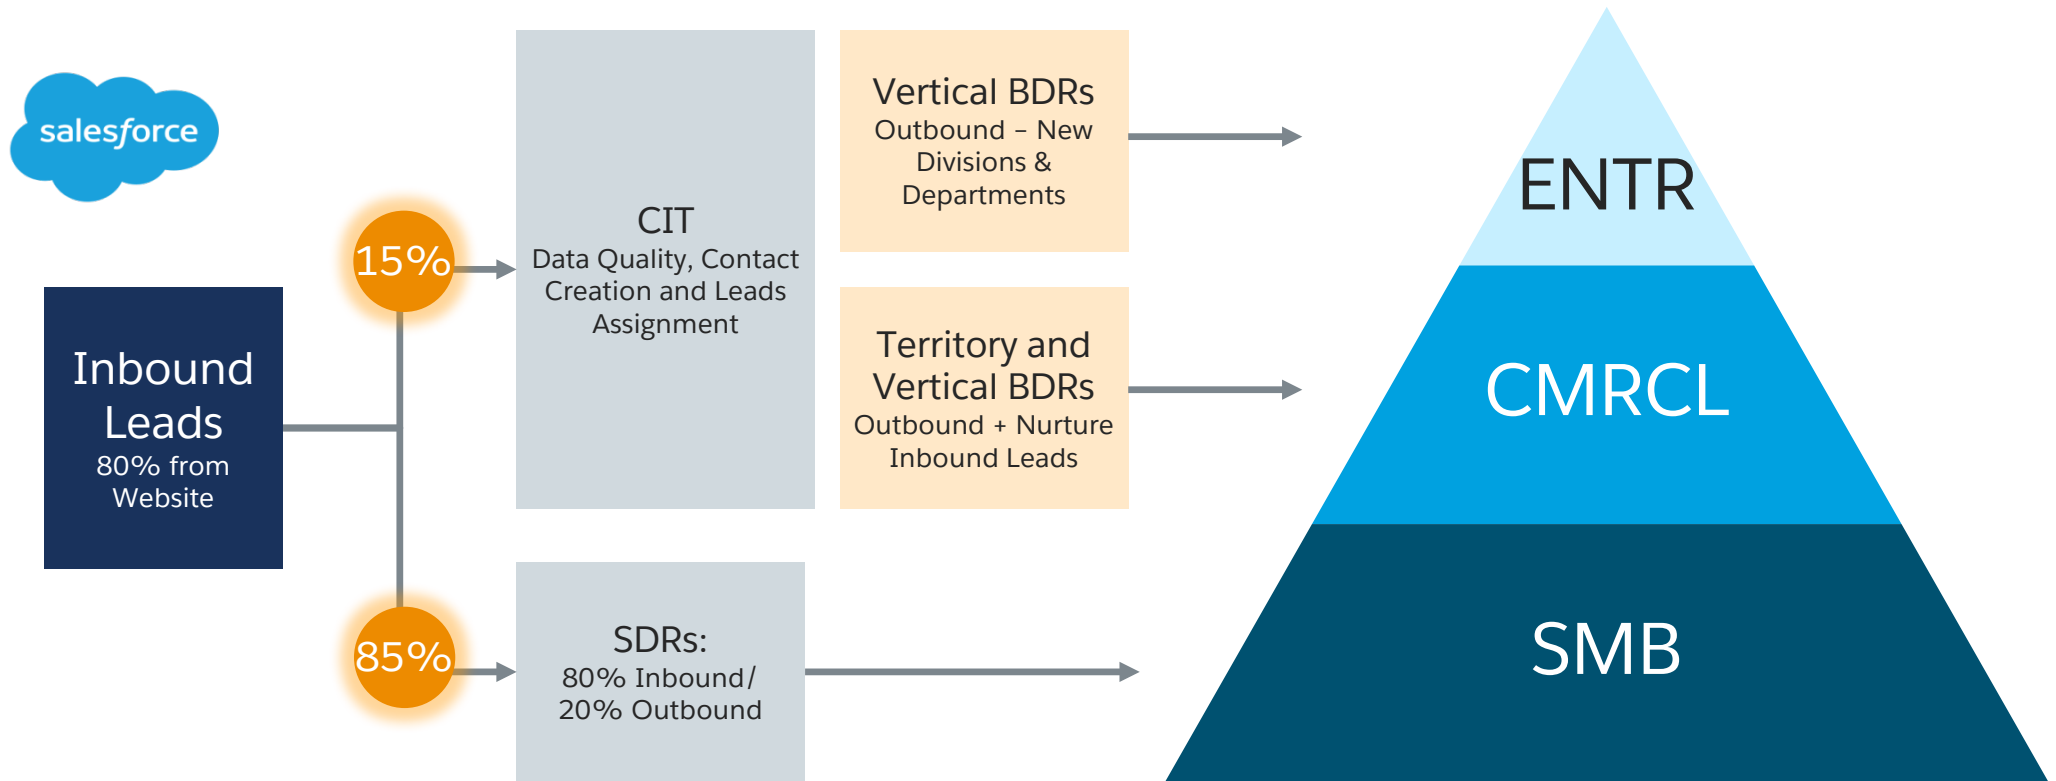 salesforce
Inbound
Leads
80% from
Website
15%
85%
CIT
Data Quality, Contact
Creation and Leads
Assignment
SDRs:
80% Inbound/
20% Outbound
Vertical BDRs
Outbound – New
Divisions &
Departments
Territory and
Vertical BDRs
Outbound + Nurture
Inbound Leads
ENTR
CMRCL
SMB